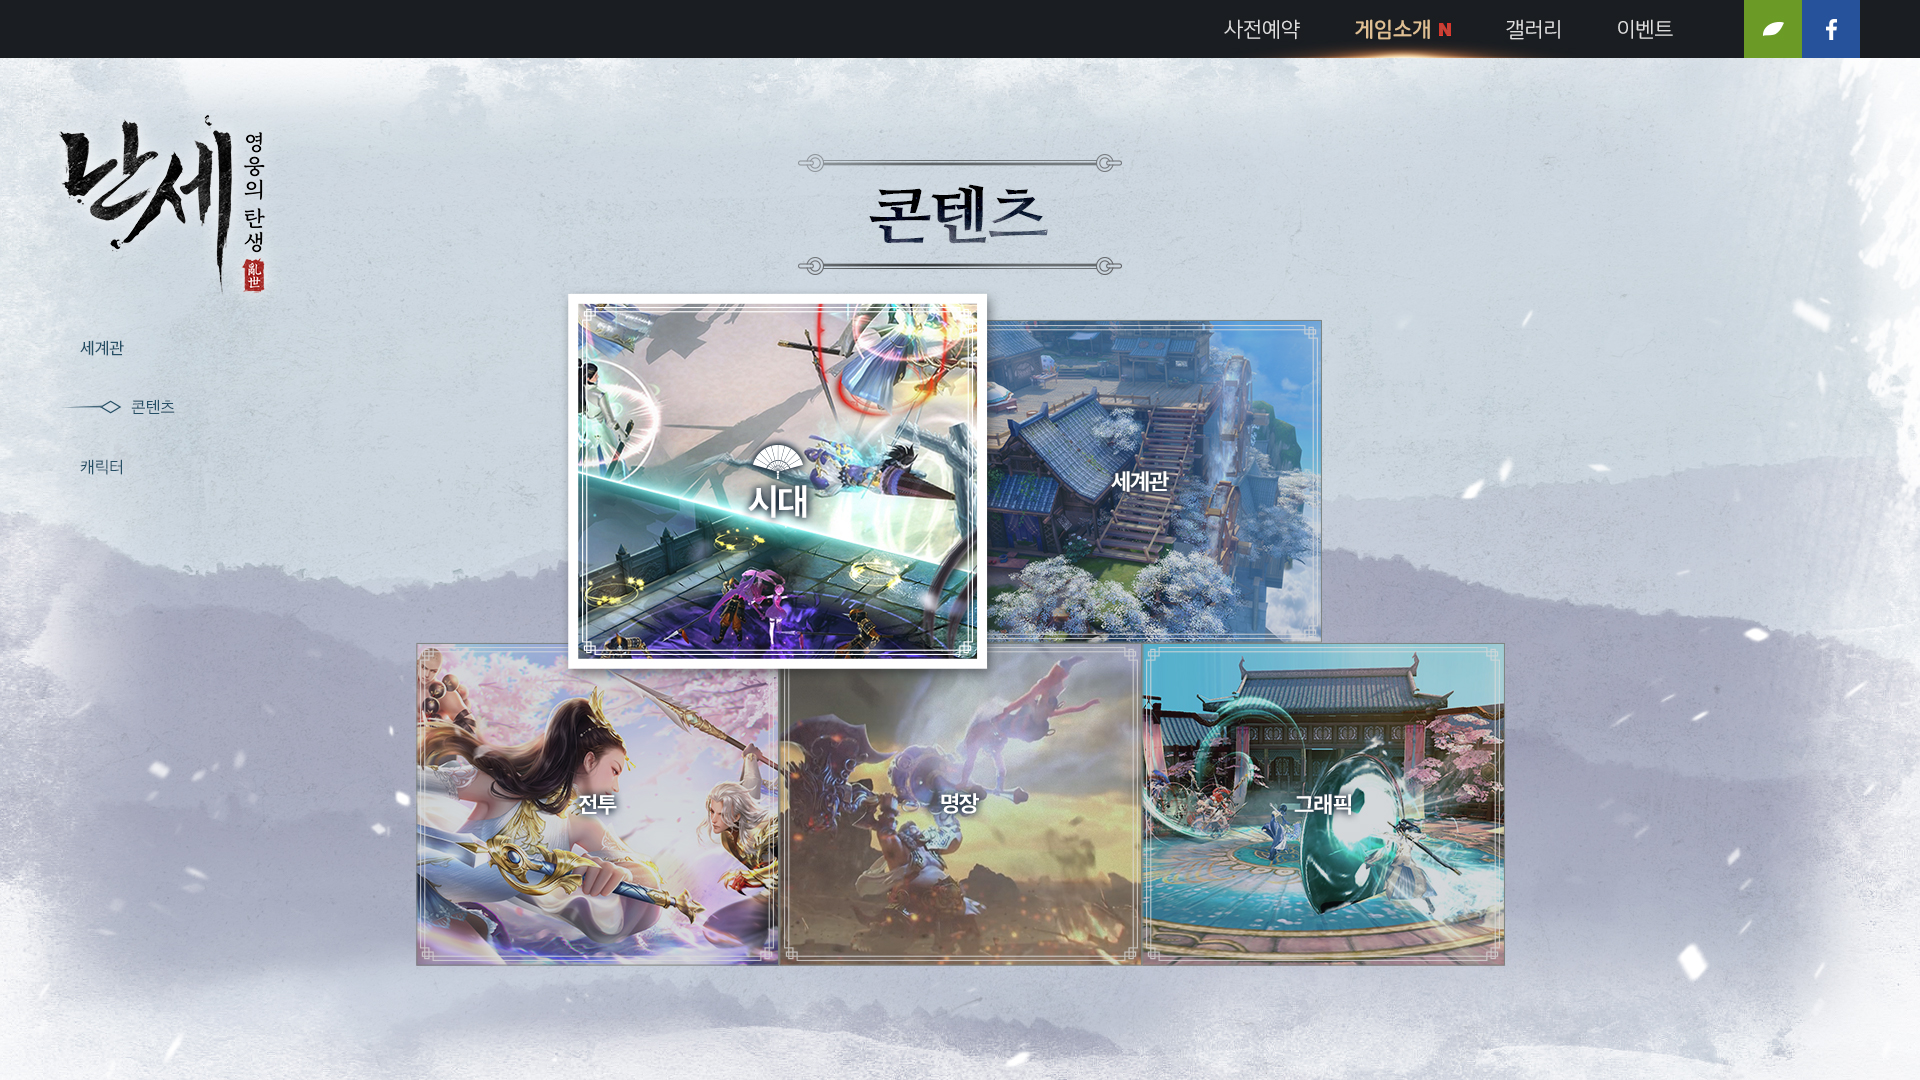 사전예약 게임소개 N 갤러리 이벤트
난세
영웅의 탄생
亂世
콘텐츠
세계관
콘텐츠
캐릭터
시대
세계관
전투
명장
그래픽